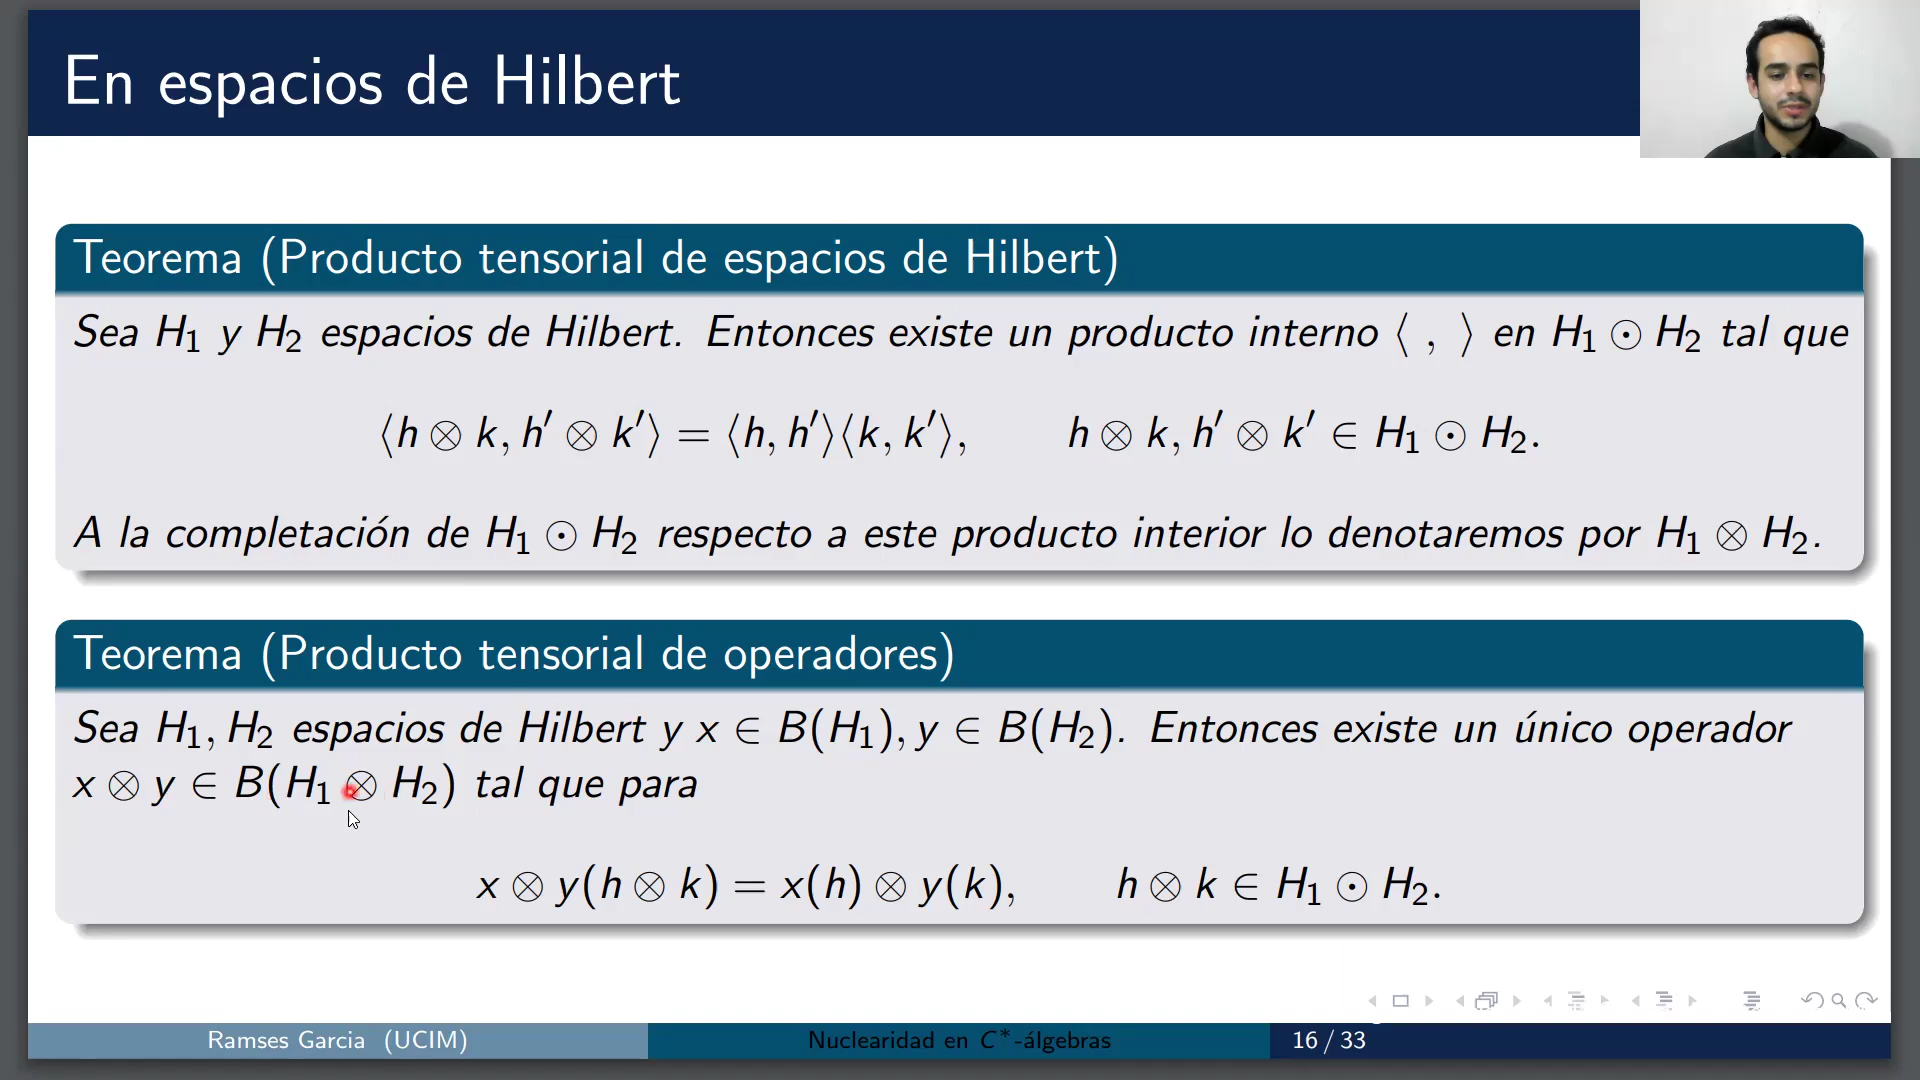 En espacios de Hilbert
Teorema (Producto tensorial de espacios de Hilbert)
Sea H₁ y H₂ espacios de Hilbert. Entonces existe un producto interno ⟨ , ⟩ en H₁ ⊙ H₂ tal que
⟨h ⊗ k, h′ ⊗ k′⟩ = ⟨h, h′⟩⟨k, k′⟩, h ⊗ k, h′ ⊗ k′ ∈ H₁ ⊙ H₂.
A la completación de H₁ ⊙ H₂ respecto a este producto interior lo denotaremos por H₁ ⊗ H₂.
Teorema (Producto tensorial de operadores)
Sea H₁, H₂ espacios de Hilbert y x ∈ B(H₁), y ∈ B(H₂). Entonces existe un único operador
x ⊗ y ∈ B(H₁ ⊗ H₂) tal que para
x ⊗ y(h ⊗ k) = x(h) ⊗ y(k), h ⊗ k ∈ H₁ ⊙ H₂.
Ramses Garcia (UCIM)
Nuclearidad en C*-álgebras
16 / 33